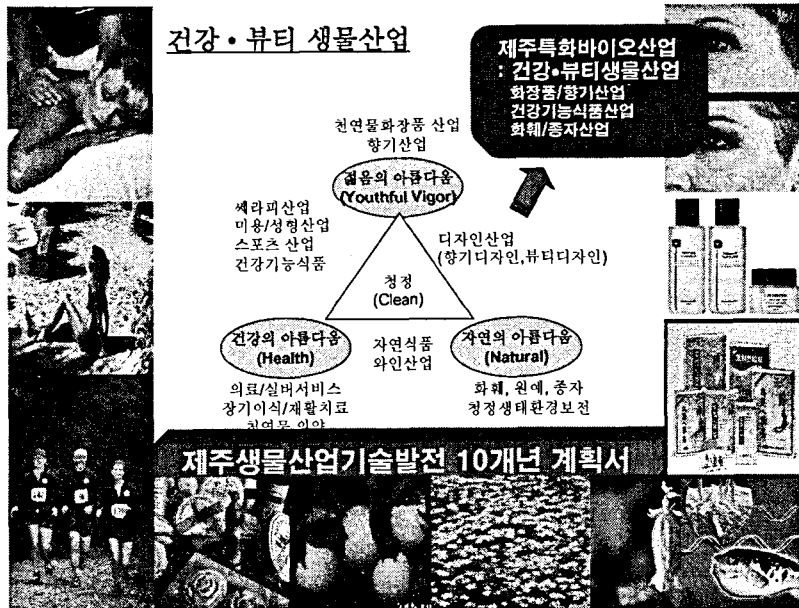 건강 • 뷰티 생물산업
제주특화바이오산업
: 건강•뷰티생물산업
화장품/향기산업
건강기능식품산업
화훼/종자산업
천연물화장품 산업
향기산업
젊음의 아름다움
(Youthful Vigor)
쎄라피산업
미용/성형산업
스포츠 산업
건강기능식품
디자인산업
(향기디자인,뷰티디자인)
청정
(Clean)
건강의 아름다움
(Health)
자연식품
와인산업
자연의 아름다움
(Natural)
의료/실버서비스
장기이식/재활치료
천연물 의약
화훼, 원예, 종자
청정생태환경보전
제주생물산업기술발전 10개년 계획서